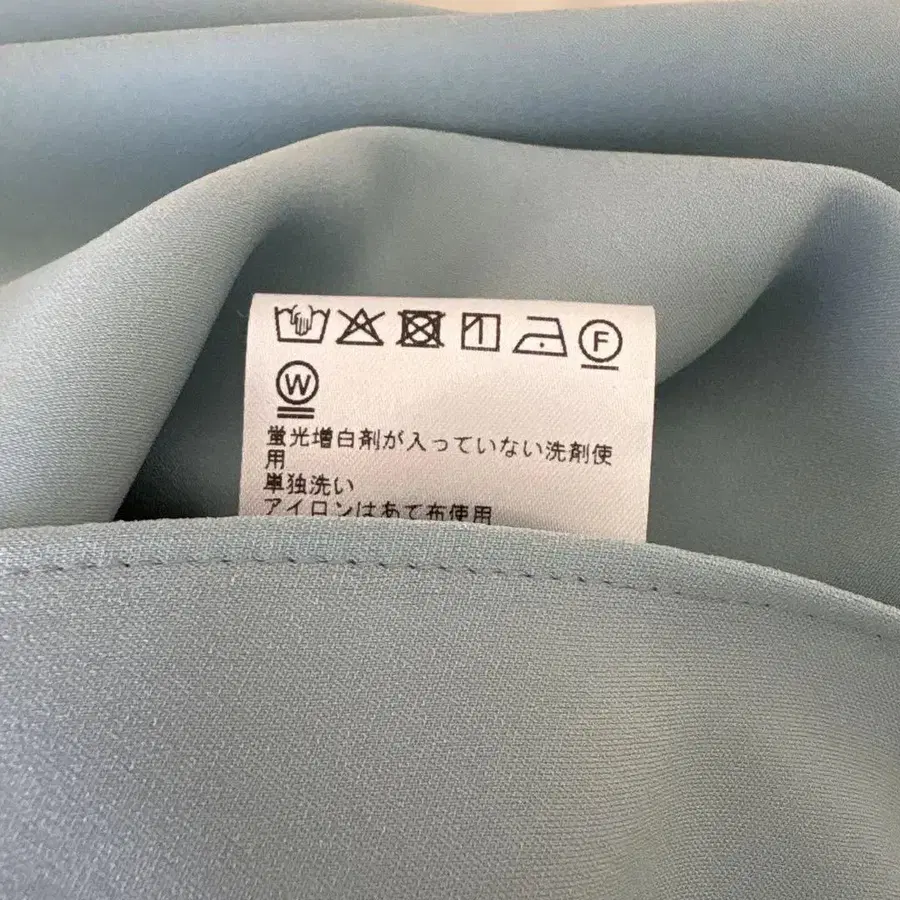 F
W
蛍光増白剤が入っていない洗剤使
用
単独洗い
アイロンはあて布使用